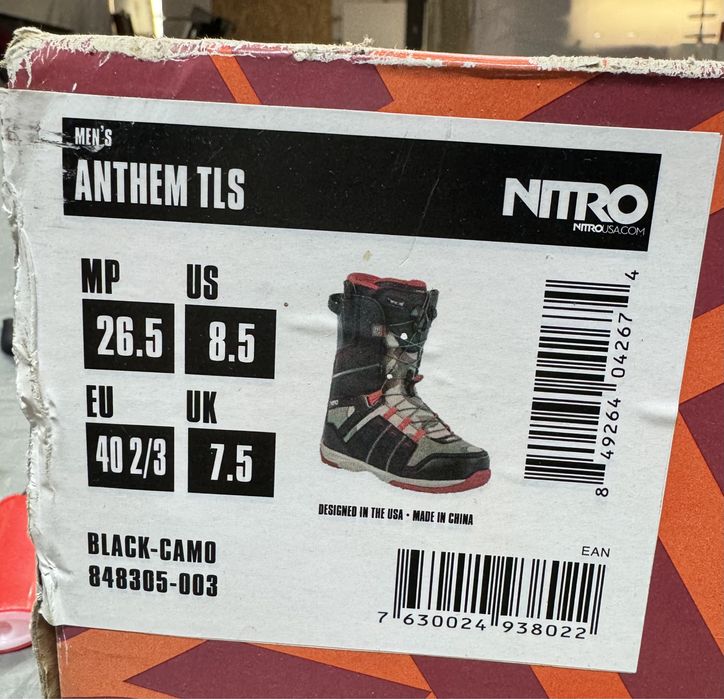 MEN'S
ANTHEM TLS
NITRO
NITROUSA.COM
MP US
26.5 8.5
EU UK
40 2/3 7.5
8 49264 04267 4
DESIGNED IN THE USA · MADE IN CHINA
BLACK-CAMO
848305-003
EAN
7 630024 938022